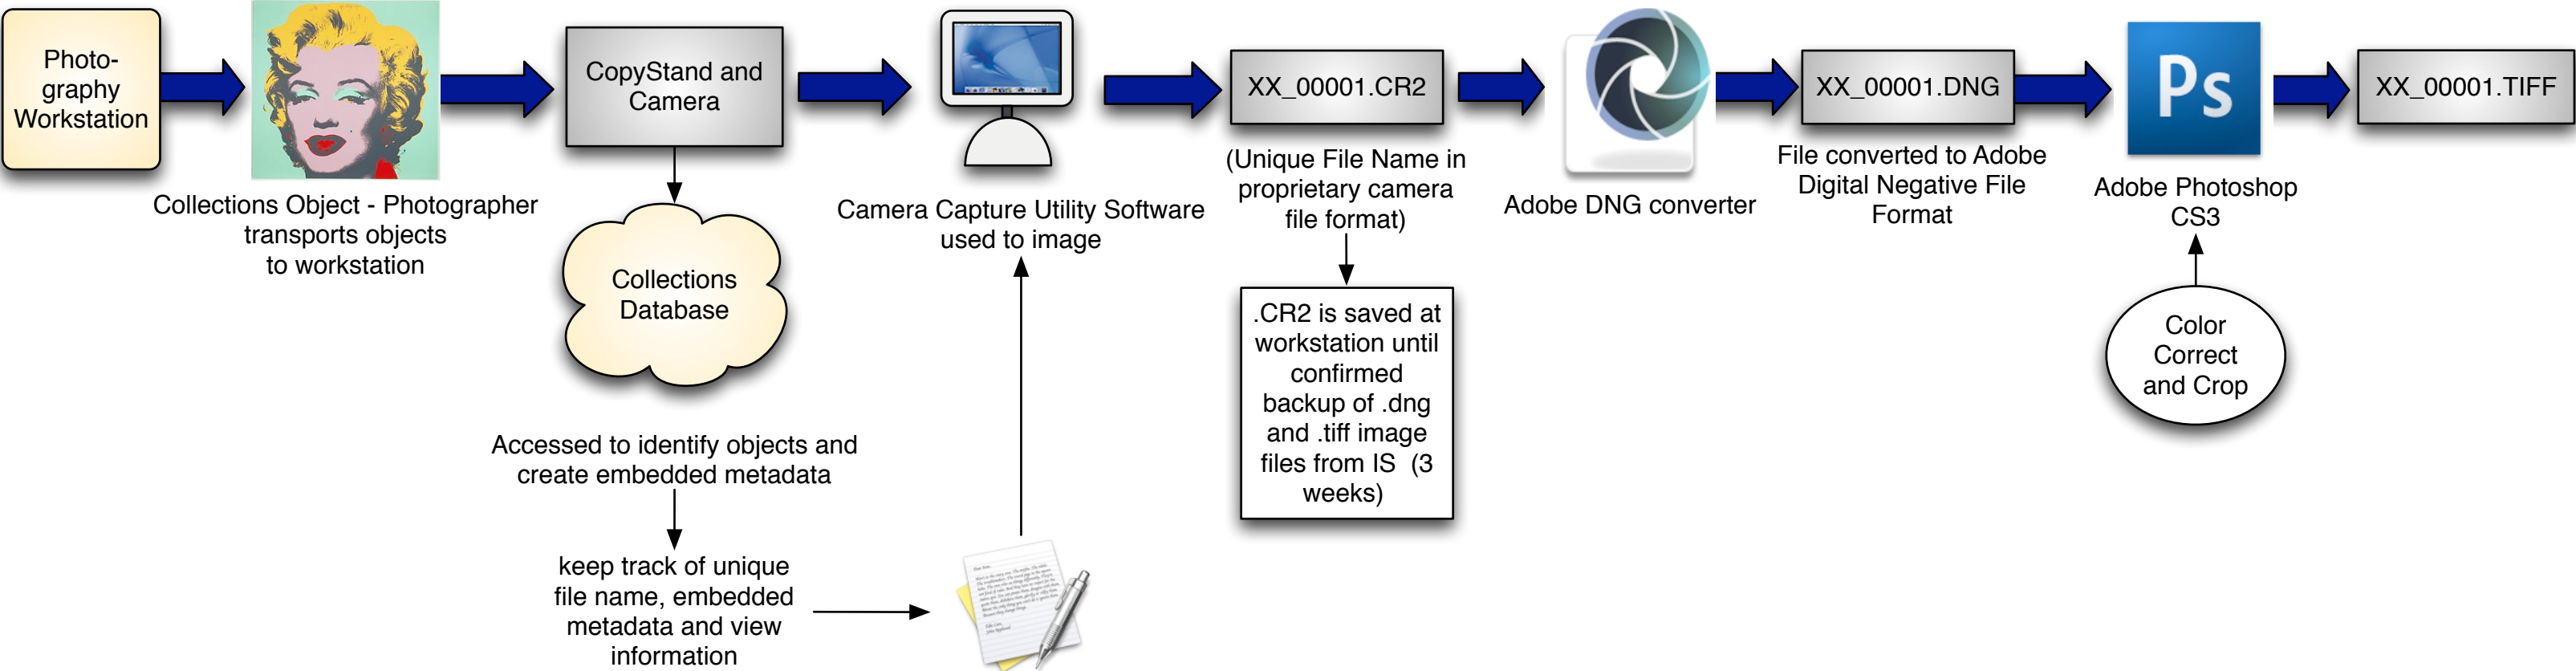 Photo-
graphy
Workstation
Collections Object - Photographer
transports objects
to workstation
CopyStand and
Camera
Collections
Database
Accessed to identify objects and
create embedded metadata
keep track of unique
file name, embedded
metadata and view
information
Camera Capture Utility Software
used to image
XX_00001.CR2
(Unique File Name in
proprietary camera
file format)
.CR2 is saved at
workstation until
confirmed
backup of .dng
and .tiff image
files from IS (3
weeks)
Adobe DNG converter
XX_00001.DNG
File converted to Adobe
Digital Negative File
Format
Ps
Adobe Photoshop
CS3
Color
Correct
and Crop
XX_00001.TIFF